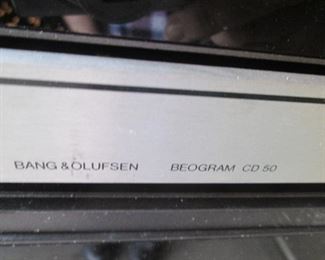 BANG & OLUFSEN BEOGRAM CD 50